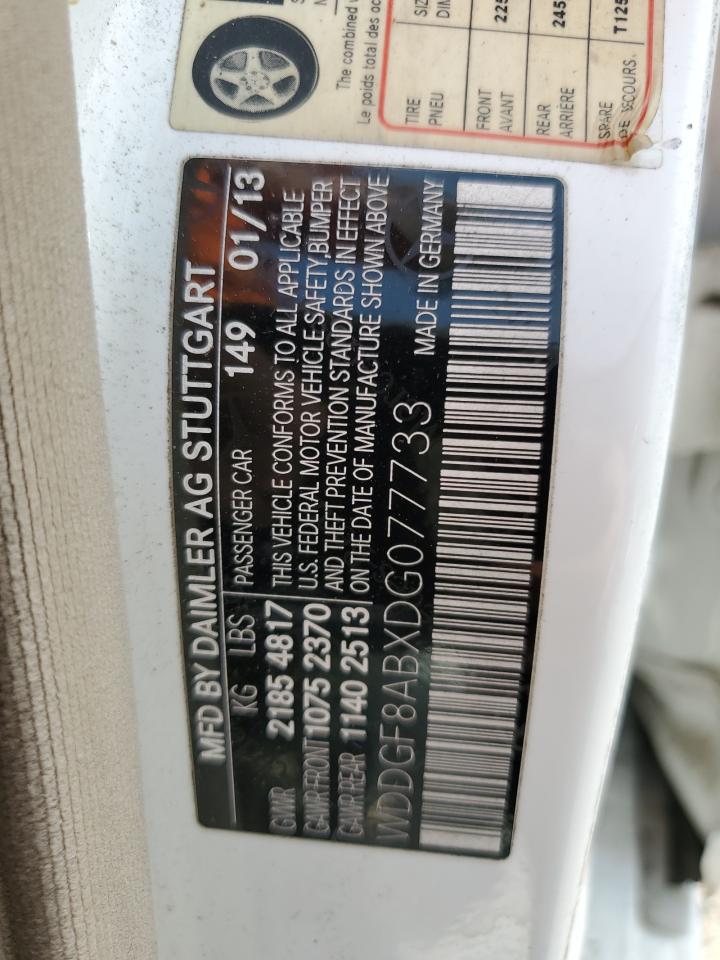 The combined
Le poids total des oc
TIRE
PNEU
FRONT
AVANT
225
REAR
ARRIÈRE
245
SPARE
DE SECOURS
T125
MFD BY DAIMLER AG STUTTGART
KG LBS PASSENGER CAR 149 01/13
GVWR 2185 4817
GAWR FRONT 1075 2370
GAWR REAR 1140 2513
THIS VEHICLE CONFORMS TO ALL APPLICABLE
U.S. FEDERAL MOTOR VEHICLE SAFETY, BUMPER
AND THEFT PREVENTION STANDARDS IN EFFECT
ON THE DATE OF MANUFACTURE SHOWN ABOVE
WDDGF8ABXDG077733 MADE IN GERMANY